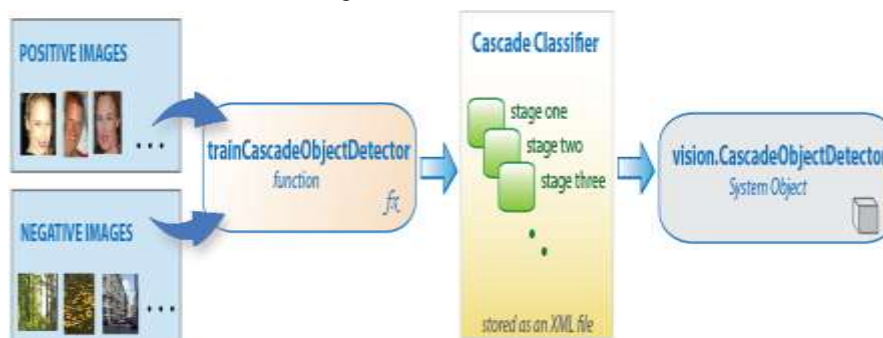 POSITIVE IMAGES
...
NEGATIVE IMAGES
...
trainCascadeObjectDetector
function
fx
Cascade Classifier
stage one
stage two
stage three
stored as an XML file
vision.CascadeObjectDetector
System Object